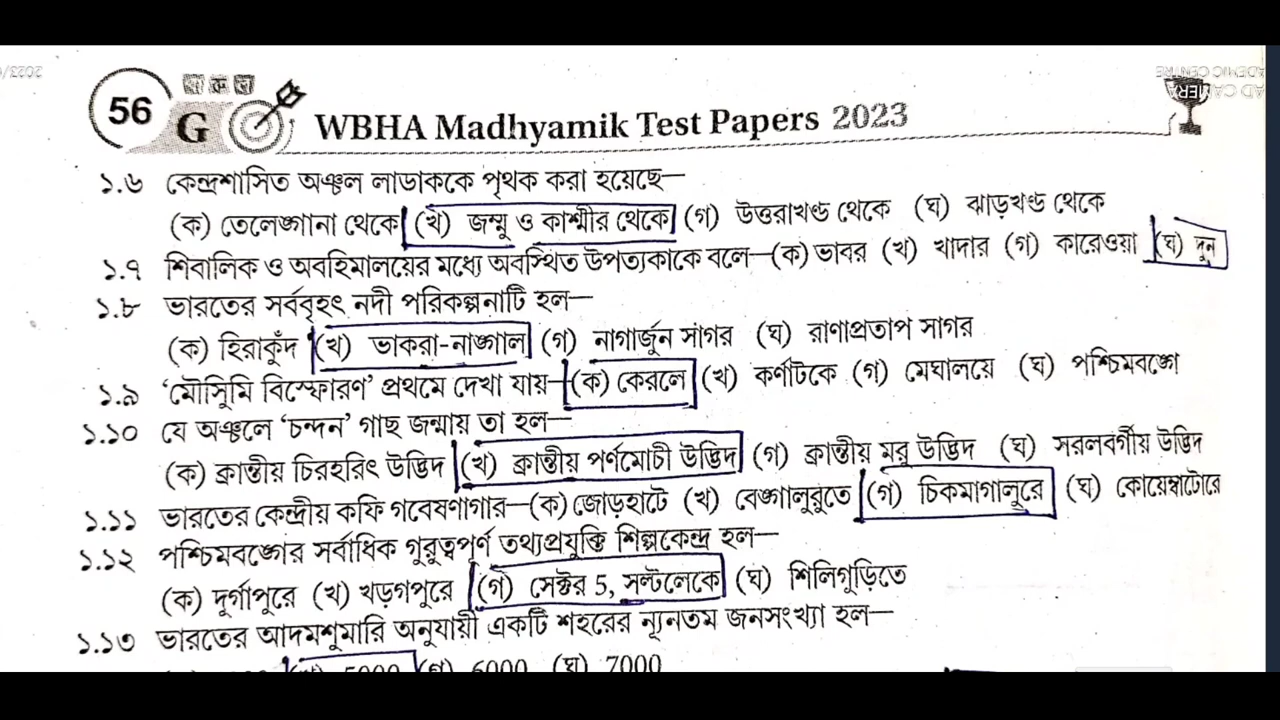 56
G
WBHA Madhyamik Test Papers 2023
১.৬ কেন্দ্রশাসিত অঞ্চল লাডাককে পৃথক করা হয়েছে—
(ক) তেলেঙ্গানা থেকে (খ) জম্মু ও কাশ্মীর থেকে (গ) উত্তরাখণ্ড থেকে (ঘ) ঝাড়খণ্ড থেকে
১.৭ শিবালিক ও অবহিমালয়ের মধ্যে অবস্থিত উপত্যকাকে বলে—(ক) ভাবর (খ) খাদার (গ) কারেওয়া (ঘ) দুন
১.৮ ভারতের সর্ববৃহৎ নদী পরিকল্পনাটি হল—
(ক) হিরাকুঁদ (খ) ভাকরা-নাঙ্গাল (গ) নাগার্জুন সাগর (ঘ) রাণাপ্রতাপ সাগর
১.৯ ‘মৌসুমি বিস্ফোরণ’ প্রথমে দেখা যায়—(ক) কেরলে (খ) কর্ণাটকে (গ) মেঘালয়ে (ঘ) পশ্চিমবঙ্গে
১.১০ যে অঞ্চলে ‘চন্দন’ গাছ জন্মায় তা হল—
(ক) ক্রান্তীয় চিরহরিৎ উদ্ভিদ (খ) ক্রান্তীয় পর্ণমোচী উদ্ভিদ (গ) ক্রান্তীয় মরু উদ্ভিদ (ঘ) সরলবর্গীয় উদ্ভিদ
১.১১ ভারতের কেন্দ্রীয় কফি গবেষণাগার—(ক) জোড়হাটে (খ) বেঙ্গালুরুতে (গ) চিকমাগালুরে (ঘ) কোয়েম্বাটোরে
১.১২ পশ্চিমবঙ্গের সর্বাধিক গুরুত্বপূর্ণ তথ্যপ্রযুক্তি শিল্পকেন্দ্র হল—
(ক) দুর্গাপুরে (খ) খড়গপুরে (গ) সেক্টর 5, সল্টলেকে (ঘ) শিলিগুড়িতে
১.১৩ ভারতের আদমশুমারি অনুযায়ী একটি শহরের ন্যূনতম জনসংখ্যা হল—
(খ) 5000 (গ) 6000 (ঘ) 7000